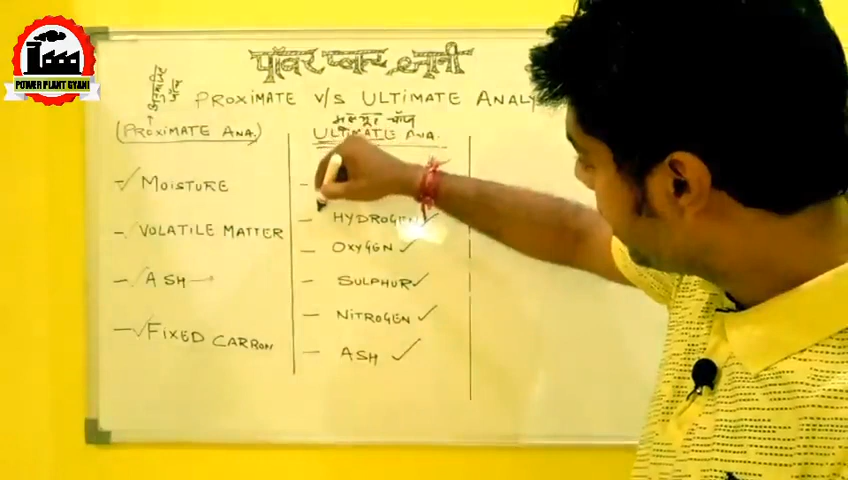 POWER PLANT GYANI
पॉवर प्लान्ट ज्ञानी
PROXIMATE V/S ULTIMATE ANALY
(PROXIMATE ANA.)
MOISTURE
VOLATILE MATTER
ASH
FIXED CARBON
ULTIMATE ANA.
HYDROGEN
OXYGEN
SULPHUR
NITROGEN
ASH